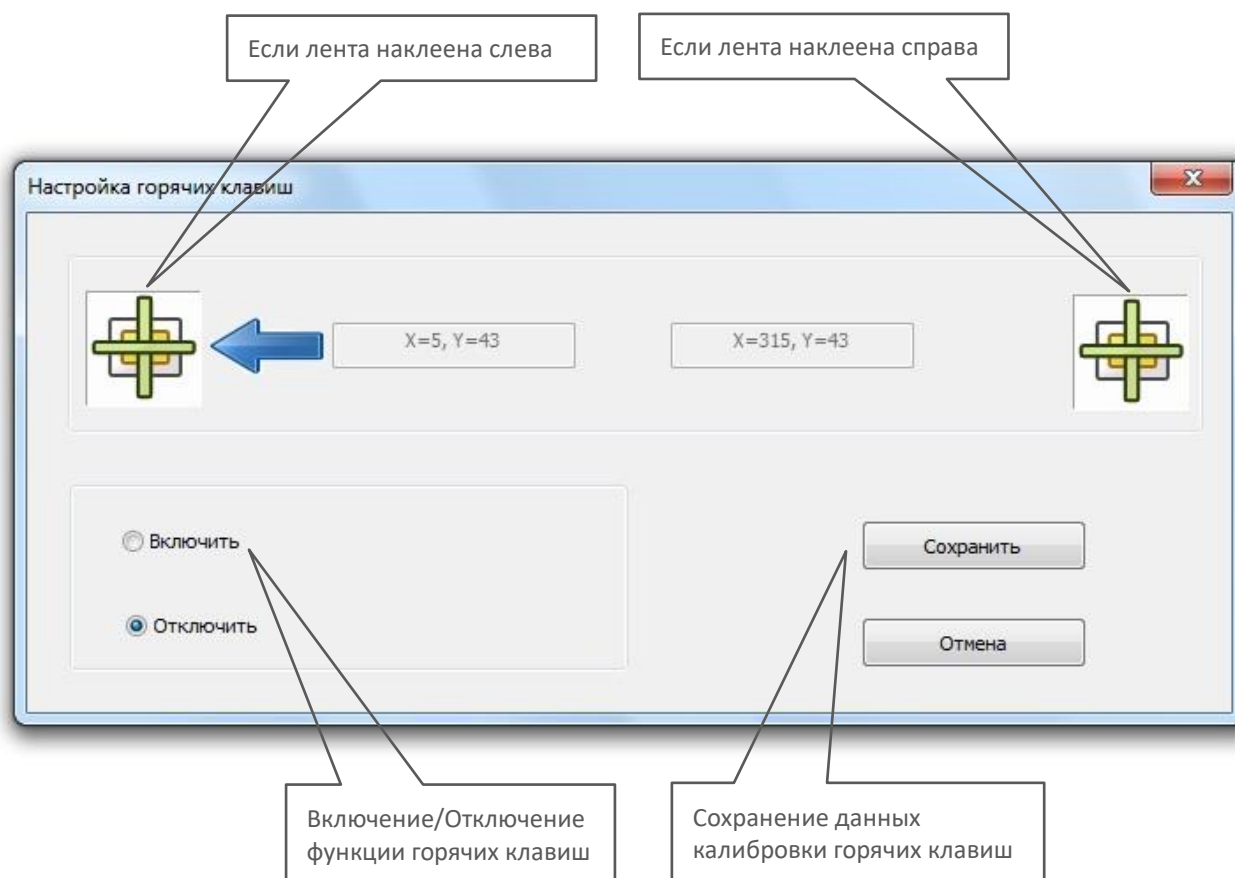 Если лента наклеена слева
Если лента наклеена справа
Настройка горячих клавиш
X=5, Y=43
X=315, Y=43
Включить
Сохранить
Отключить
Отмена
Включение/Отключение
функции горячих клавиш
Сохранение данных
калибровки горячих клавиш